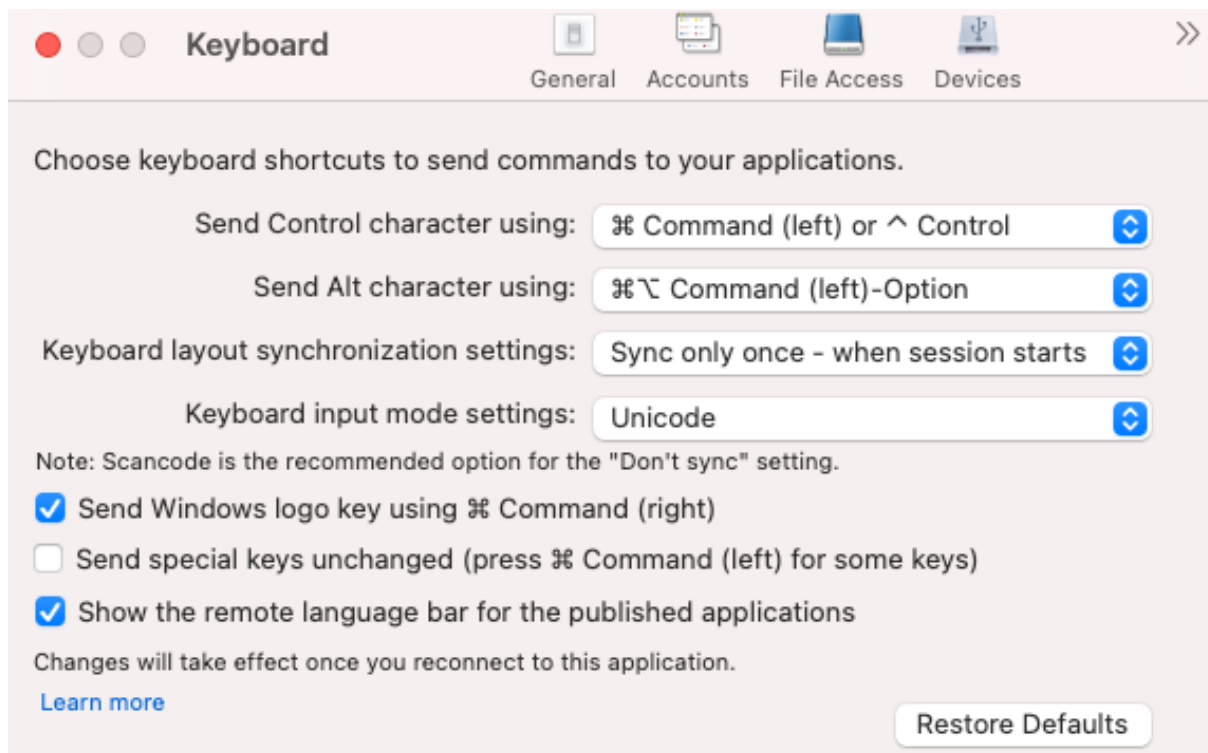 Keyboard
General Accounts File Access Devices
Choose keyboard shortcuts to send commands to your applications.
Send Control character using: ⌘ Command (left) or ^ Control
Send Alt character using: ⌘⌥ Command (left)-Option
Keyboard layout synchronization settings: Sync only once - when session starts
Keyboard input mode settings: Unicode
Note: Scancode is the recommended option for the "Don't sync" setting.
Send Windows logo key using ⌘ Command (right)
Send special keys unchanged (press ⌘ Command (left) for some keys)
Show the remote language bar for the published applications
Changes will take effect once you reconnect to this application.
Learn more
Restore Defaults